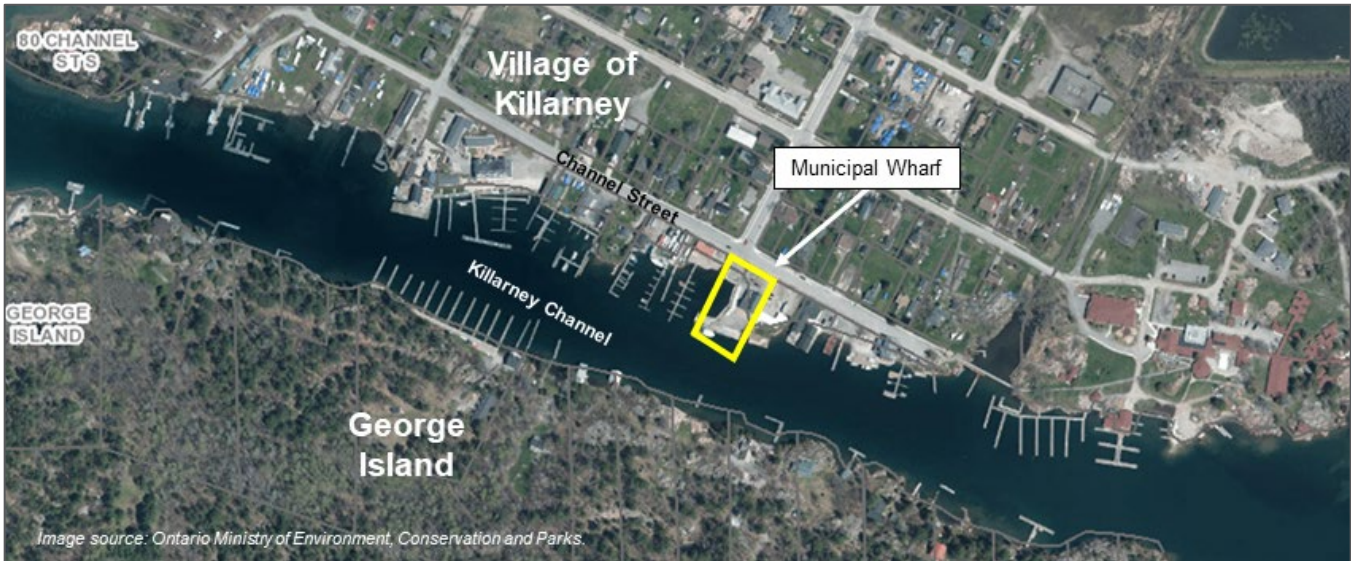 80 CHANNEL
ST S
Village of
Killarney
Channel Street
Municipal Wharf
Killarney Channel
GEORGE
ISLAND
George
Island
Image source: Ontario Ministry of Environment, Conservation and Parks.